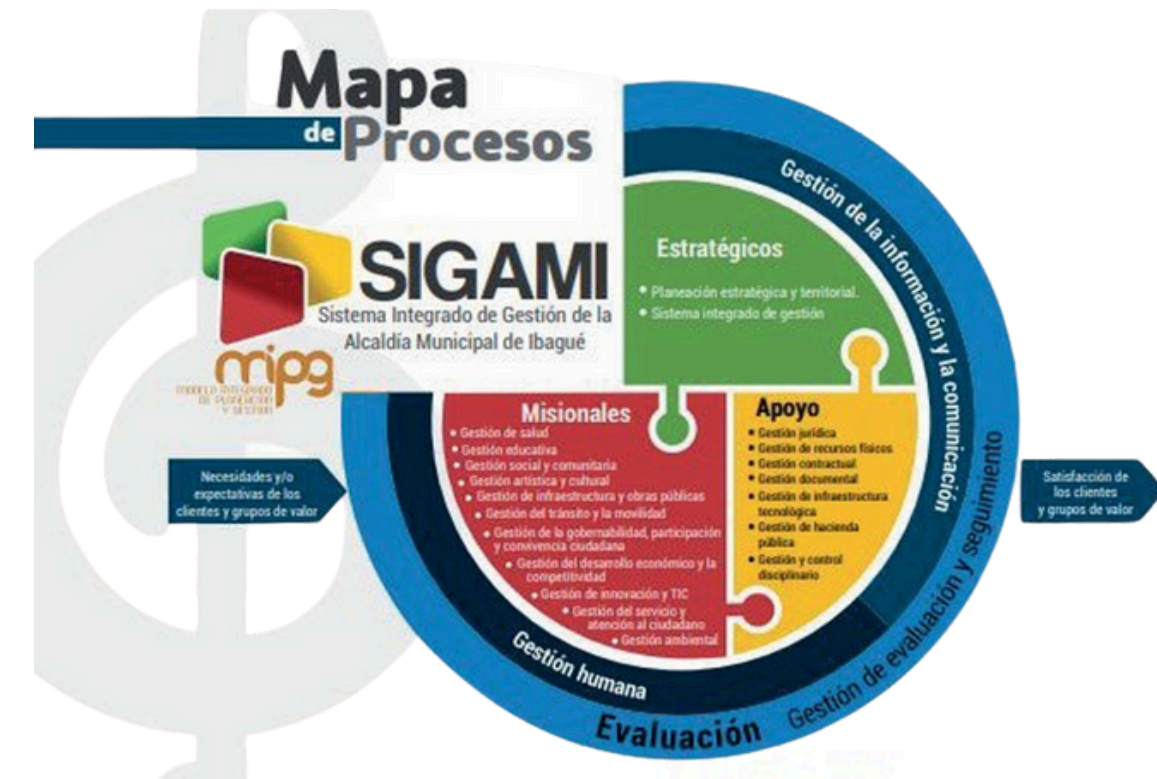 Mapa
de Procesos
SIGAMI
Sistema Integrado de Gestión de la
Alcaldía Municipal de Ibagué
mipg
MODELO INTEGRADO
DE PLANEACIÓN
Y GESTIÓN
Necesidades y/o
expectativas de los
clientes y grupos de valor
Estratégicos
• Planeación estratégica y territorial.
• Sistema integrado de gestión
Misionales
• Gestión de salud
• Gestión educativa
• Gestión social y comunitaria
• Gestión artística y cultural
• Gestión de infraestructura y obras públicas
• Gestión del tránsito y la movilidad
• Gestión de la gobernabilidad, participación
y convivencia ciudadana
• Gestión del desarrollo económico y la
competitividad
• Gestión de innovación y TIC
• Gestión del servicio y
atención al ciudadano
• Gestión ambiental
Apoyo
• Gestión jurídica
• Gestión de recursos físicos
• Gestión contractual
• Gestión documental
• Gestión de infraestructura
tecnológica
• Gestión de hacienda
pública
• Gestión y control
disciplinario
Gestión de la información y la comunicación
Gestión humana
Evaluación
Gestión de evaluación y seguimiento
Satisfacción de
los clientes
y grupos de valor